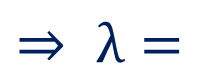 ⇒ λ =